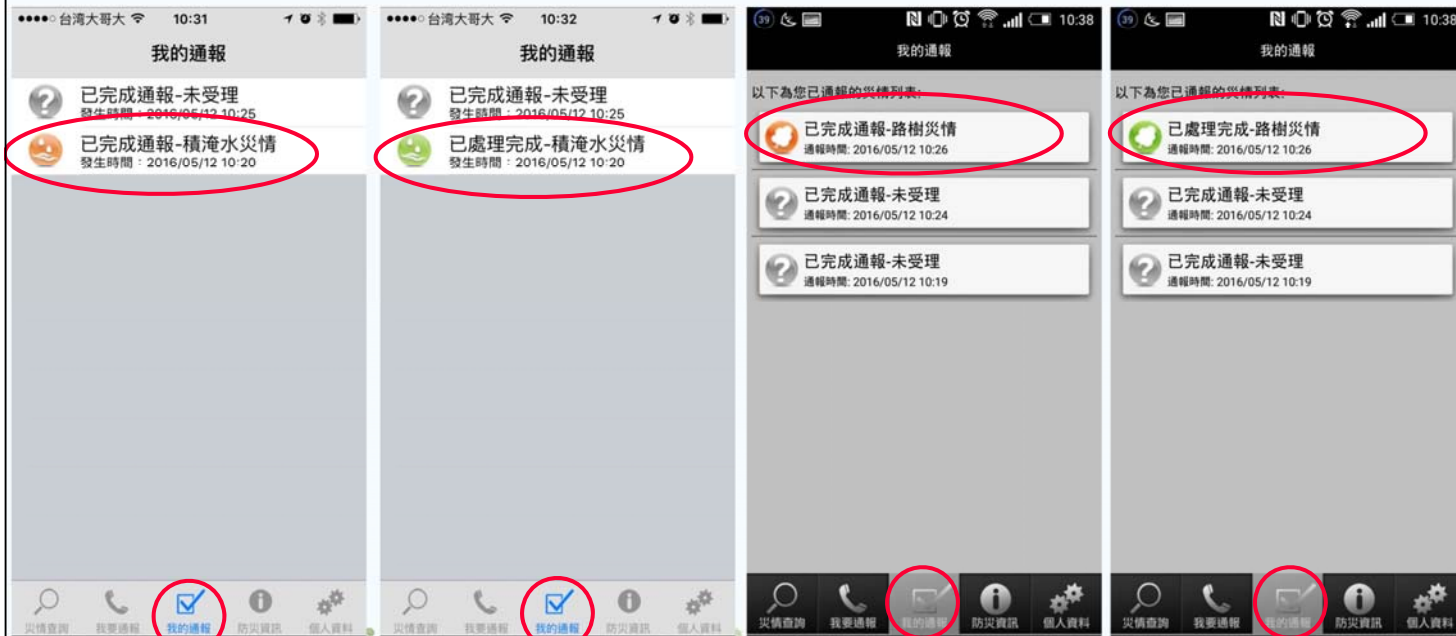 台湾大哥大 10:31
我的通報
已完成通報-未受理
發生時間：2016/05/12 10:25
已完成通報-積淹水災情
發生時間：2016/05/12 10:20
災情查詢 我要通報 我的通報 防災資訊 個人資料
台湾大哥大 10:32
我的通報
已完成通報-未受理
發生時間：2016/05/12 10:25
已處理完成-積淹水災情
發生時間：2016/05/12 10:20
災情查詢 我要通報 我的通報 防災資訊 個人資料
39 10:38
我的通報
以下為您已通報的災情列表:
已完成通報-路樹災情
通報時間: 2016/05/12 10:26
已完成通報-未受理
通報時間: 2016/05/12 10:24
已完成通報-未受理
通報時間: 2016/05/12 10:19
災情查詢 我要通報 我的通報 防災資訊 個人資料
39 10:38
我的通報
以下為您已通報的災情列表:
已處理完成-路樹災情
通報時間: 2016/05/12 10:26
已完成通報-未受理
通報時間: 2016/05/12 10:24
已完成通報-未受理
通報時間: 2016/05/12 10:19
災情查詢 我要通報 我的通報 防災資訊 個人資料